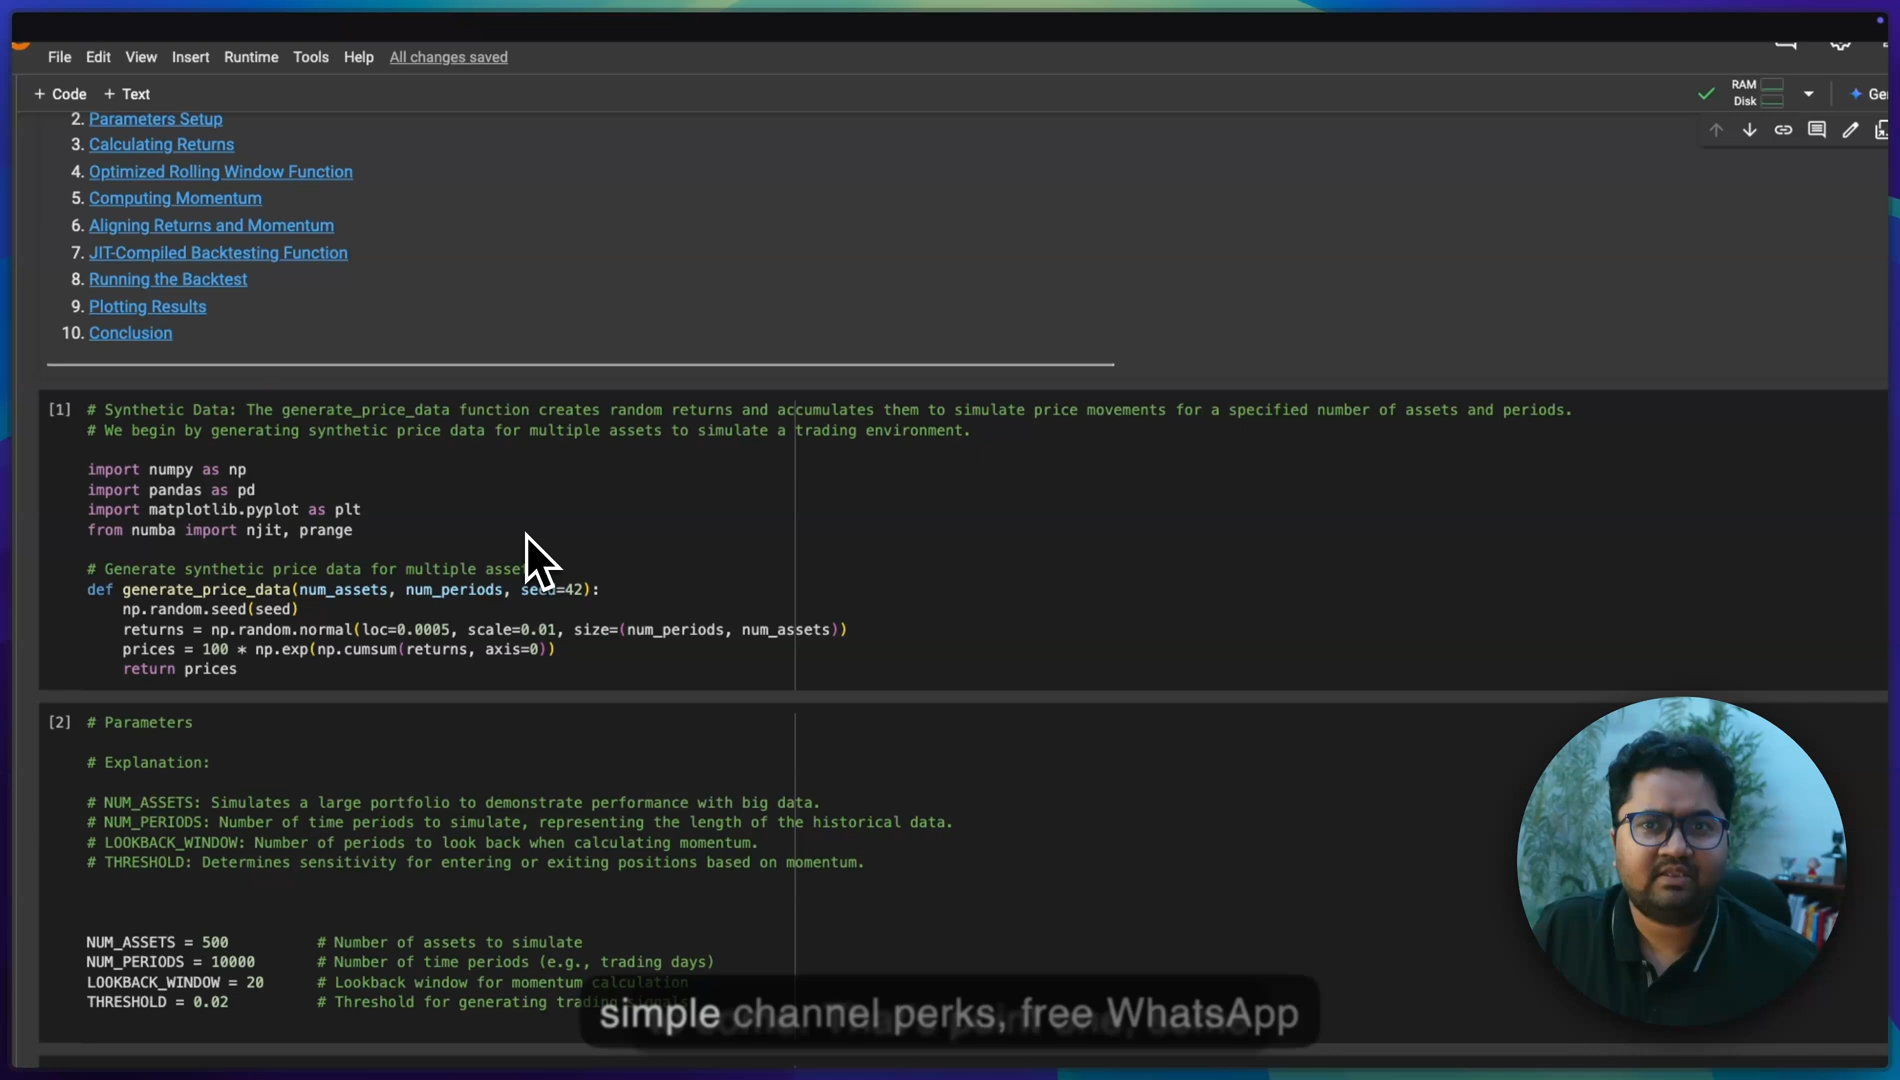 File Edit View Insert Runtime Tools Help All changes saved
+ Code + Text
RAM
Disk
2. Parameters Setup
3. Calculating Returns
4. Optimized Rolling Window Function
5. Computing Momentum
6. Aligning Returns and Momentum
7. JIT-Compiled Backtesting Function
8. Running the Backtest
9. Plotting Results
10. Conclusion
[1] # Synthetic Data: The generate_price_data function creates random returns and accumulates them to simulate price movements for a specified number of assets and periods.
# We begin by generating synthetic price data for multiple assets to simulate a trading environment.
import numpy as np
import pandas as pd
import matplotlib.pyplot as plt
from numba import njit, prange
# Generate synthetic price data for multiple
def generate_price_data(num_assets, num_periods, seed=42):
np.random.seed(seed)
returns = np.random.normal(loc=0.0005, scale=0.01, size=(num_periods, num_assets))
prices = 100 * np.exp(np.cumsum(returns, axis=0))
return prices
[2] # Parameters
# Explanation:
# NUM_ASSETS: Simulates a large portfolio to demonstrate performance with big data.
# NUM_PERIODS: Number of time periods to simulate, representing the length of the historical data.
# LOOKBACK_WINDOW: Number of periods to look back when calculating momentum.
# THRESHOLD: Determines sensitivity for entering or exiting positions based on momentum.
NUM_ASSETS = 500 # Number of assets to simulate
NUM_PERIODS = 10000 # Number of time periods (e.g., trading days)
LOOKBACK_WINDOW = 20 # Lookback window for momentum calculation
THRESHOLD = 0.02 # Threshold for generating trading signals
simple channel perks, free WhatsApp